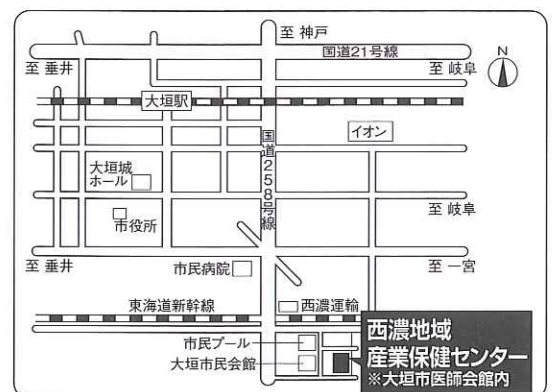 至 神戸
国道21号線
N
至 垂井
至 岐阜
大垣駅
イオン
国道258号線
大垣城
ホール
市役所
至 岐阜
至 垂井
市民病院
至 一宮
東海道新幹線
西濃運輸
市民プール
大垣市民会館
西濃地域
産業保健センター
※大垣市医師会館内